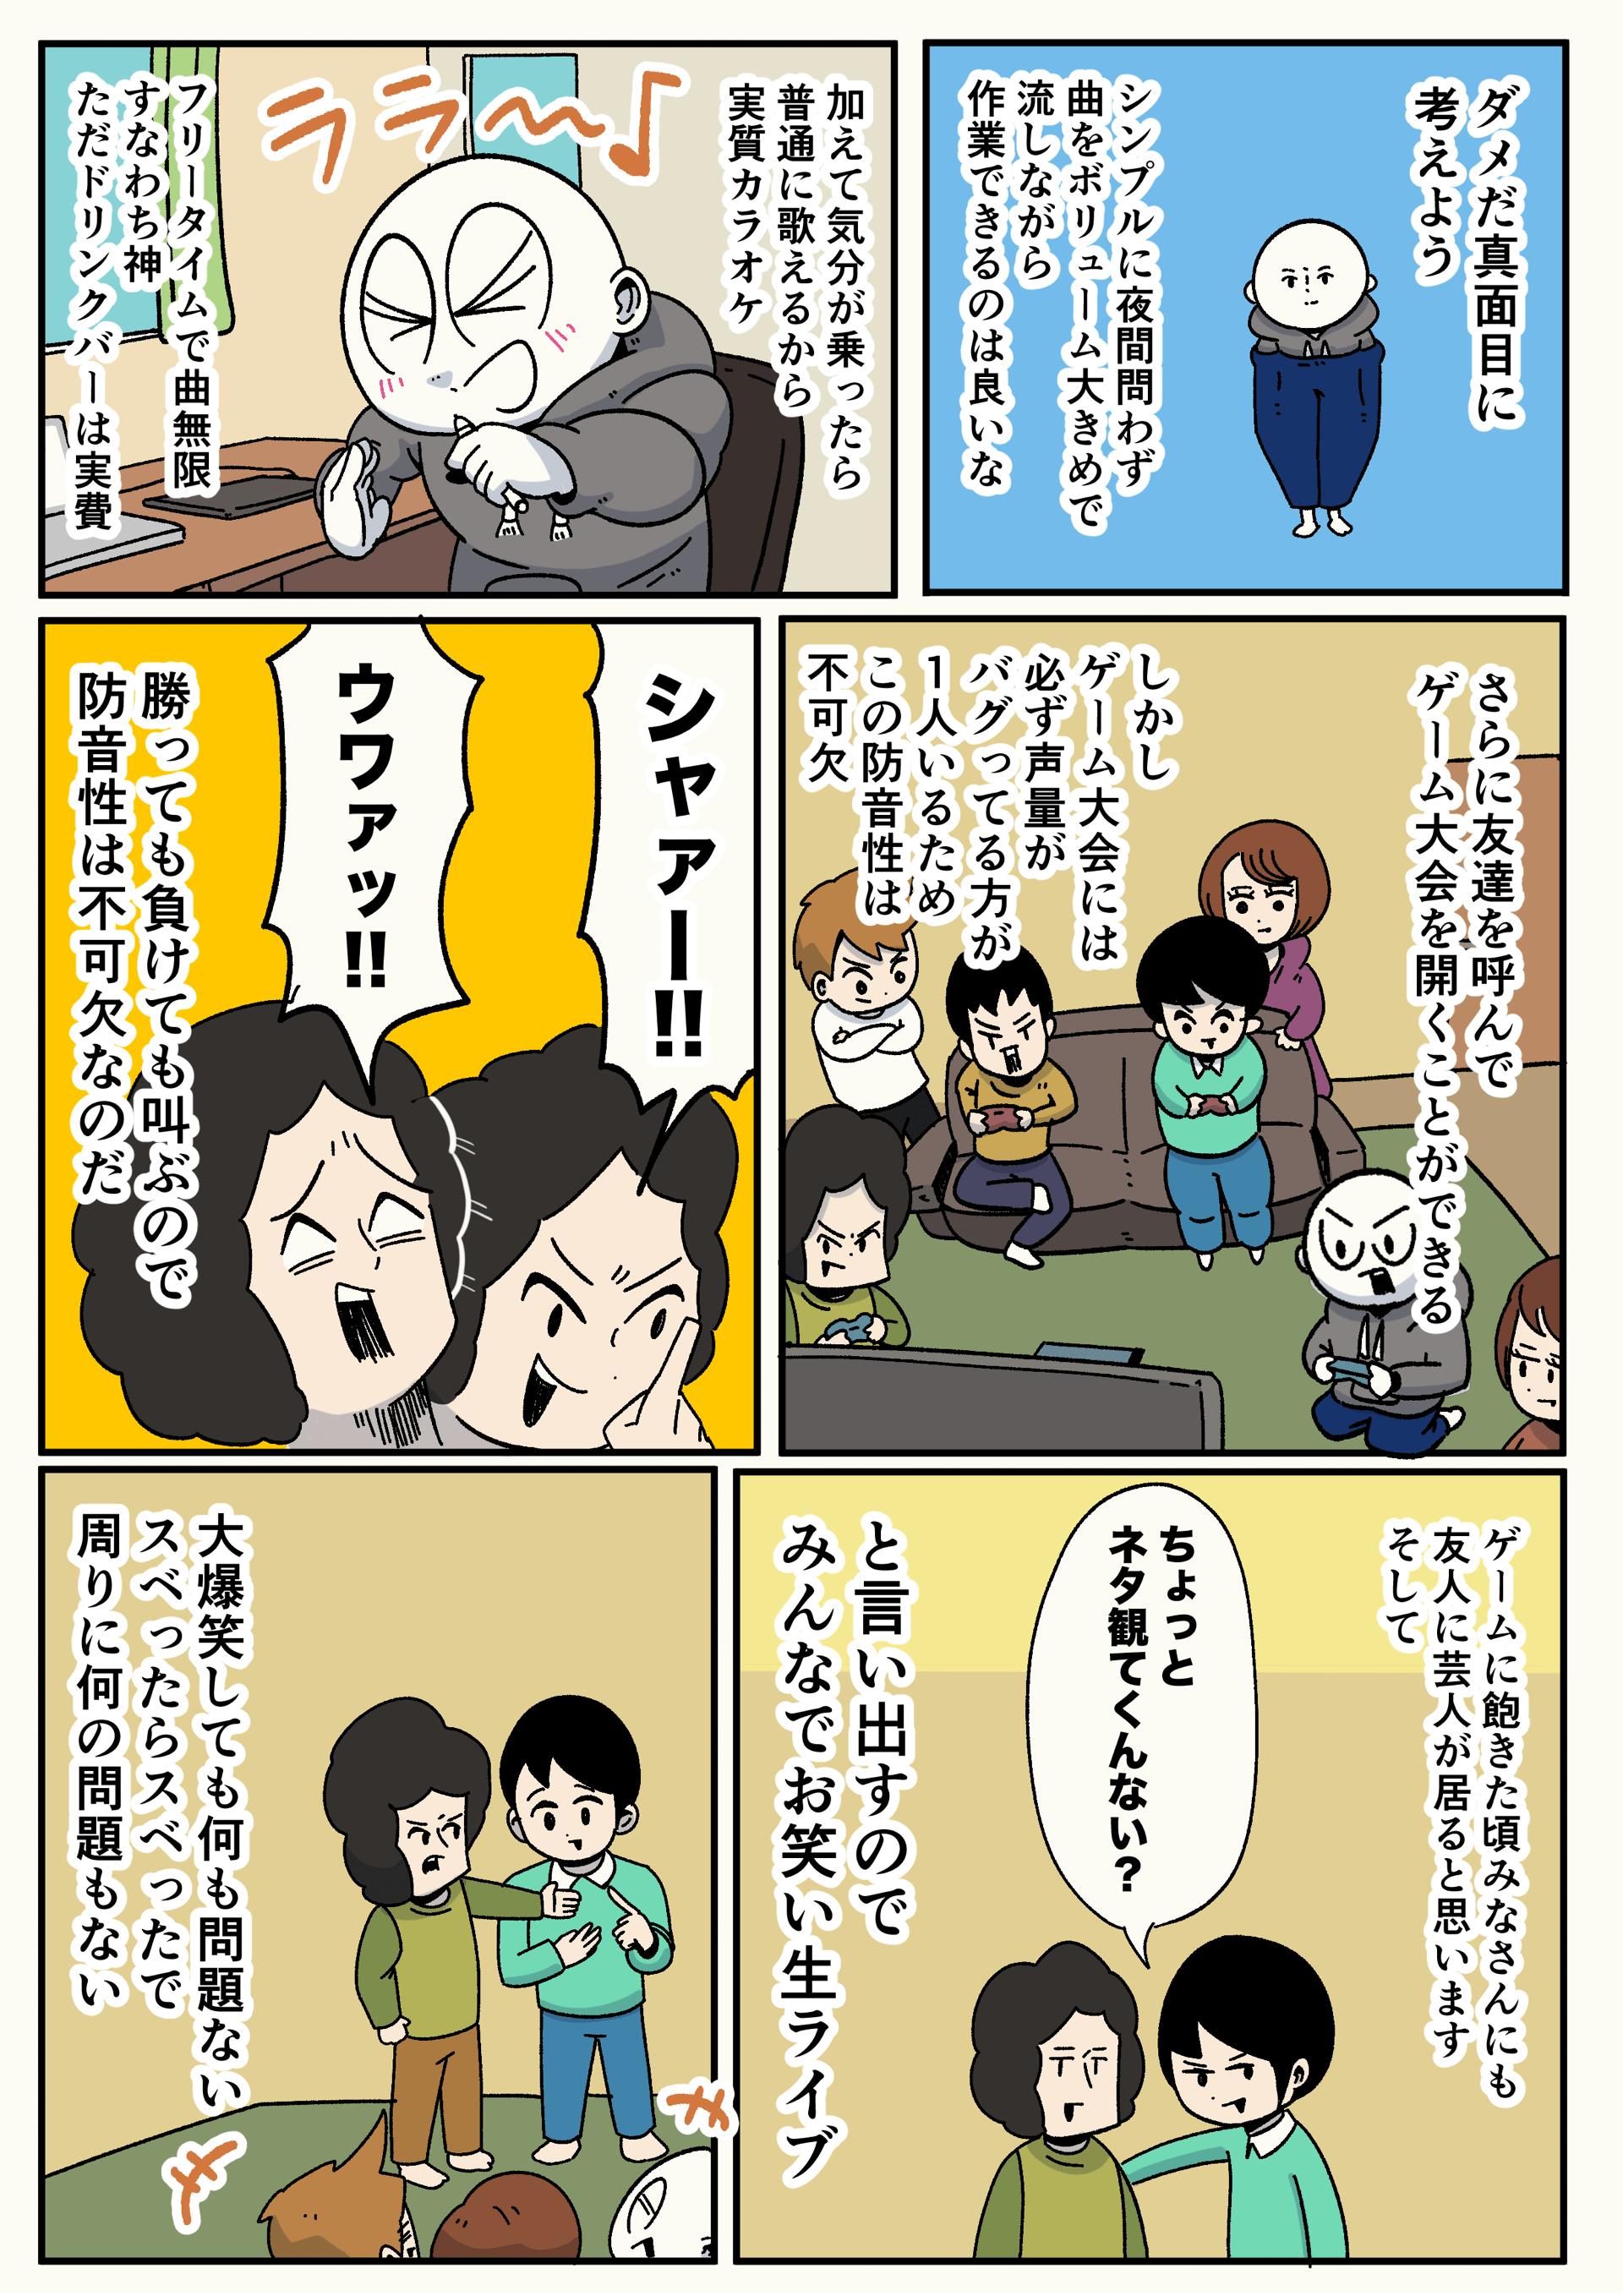 ダメだ真面目に
考えよう
シンプルに夜間問わず
曲をボリューム大きめで
流しながら
作業できるのは良いな
加えて気分が乗ったら
普通に歌えるから
実質カラオケ
ララ〜♪
フリータイムで曲無限
すなわち神
ただドリンクバーは実費
さらに友達を呼んで
ゲーム大会を開くことができる
しかし
ゲーム大会には
必ず声量が
バグってる方が
1人いるため
この防音性は
不可欠
シャァー!!
ウワァッ!!
勝っても負けても叫ぶので
防音性は不可欠なのだ
ゲームに飽きた頃みなさんにも
友人に芸人が居ると思います
そして
ちょっと
ネタ観てくんない?
と言い出すので
みんなでお笑い生ライブ
大爆笑しても何も問題ない
スベったらスベったで
周りに何の問題もない